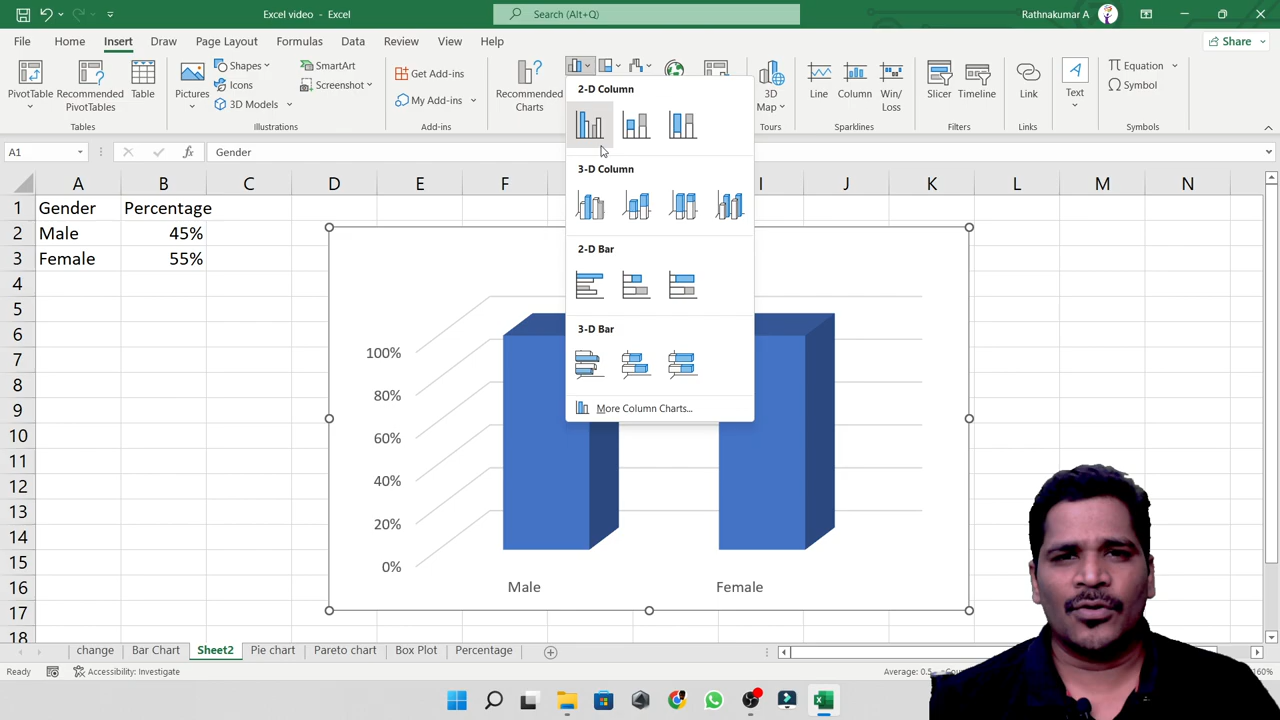 Excel video - Excel
Search (Alt+Q)
Rathnakumar A
File Home Insert Draw Page Layout Formulas Data Review View Help
Share
PivotTable
Recommended
PivotTables
Table
Tables
Pictures
Shapes
Icons
3D Models
SmartArt
Screenshot
Illustrations
Get Add-ins
My Add-ins
Add-ins
Recommended
Charts
3D
Map
Tours
Line
Column
Win/
Loss
Sparklines
Slicer
Timeline
Filters
Link
Links
Text
Equation
Symbol
Symbols
A1
Gender
2-D Column
3-D Column
2-D Bar
3-D Bar
More Column Charts...
A B C D E F I J K L M N
1 Gender Percentage
2 Male 45%
3 Female 55%
4
5
6
7
8
9
10
11
12
13
14
15
16
17
18
100%
80%
60%
40%
20%
0%
Male Female
change Bar Chart Sheet2 Pie chart Pareto chart Box Plot Percentage
Ready Accessibility: Investigate
Average: 0.5
160%